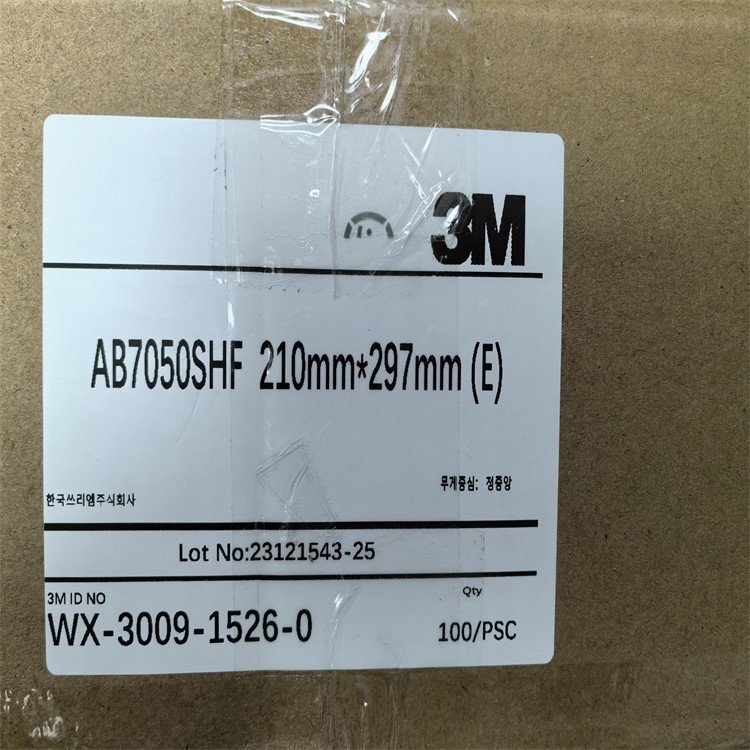 3M
AB7050SHF 210mm*297mm (E)
무게중심: 정중앙
한국쓰리엠주식회사
Lot No:23121543-25
3M ID NO
Qty
WX-3009-1526-0
100/PSC